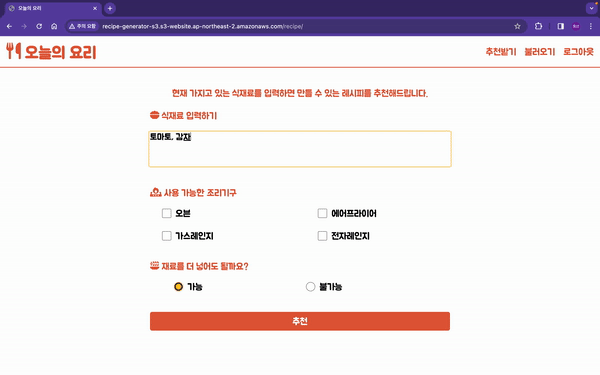 오늘의 요리
주의 요함 recipe-generator-s3.s3-website.ap-northeast-2.amazonaws.com/recipe/
오늘의 요리
추천받기 불러오기 로그아웃
현재 가지고 있는 식재료를 입력하면 만들 수 있는 레시피를 추천해드립니다.
식재료 입력하기
토마토, 감자
사용 가능한 조리기구
오븐 에어프라이어
가스레인지 전자레인지
재료를 더 넣어도 될까요?
가능 불가능
추천